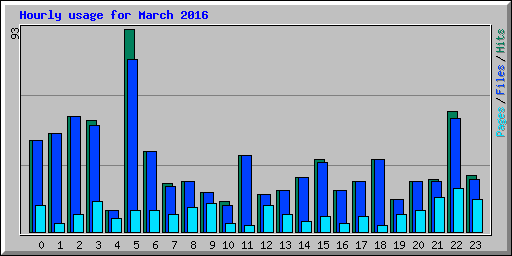 Hourly usage for March 2016
93
Pages/Files/Hits
0 1 2 3 4 5 6 7 8 9 10 11 12 13 14 15 16 17 18 19 20 21 22 23